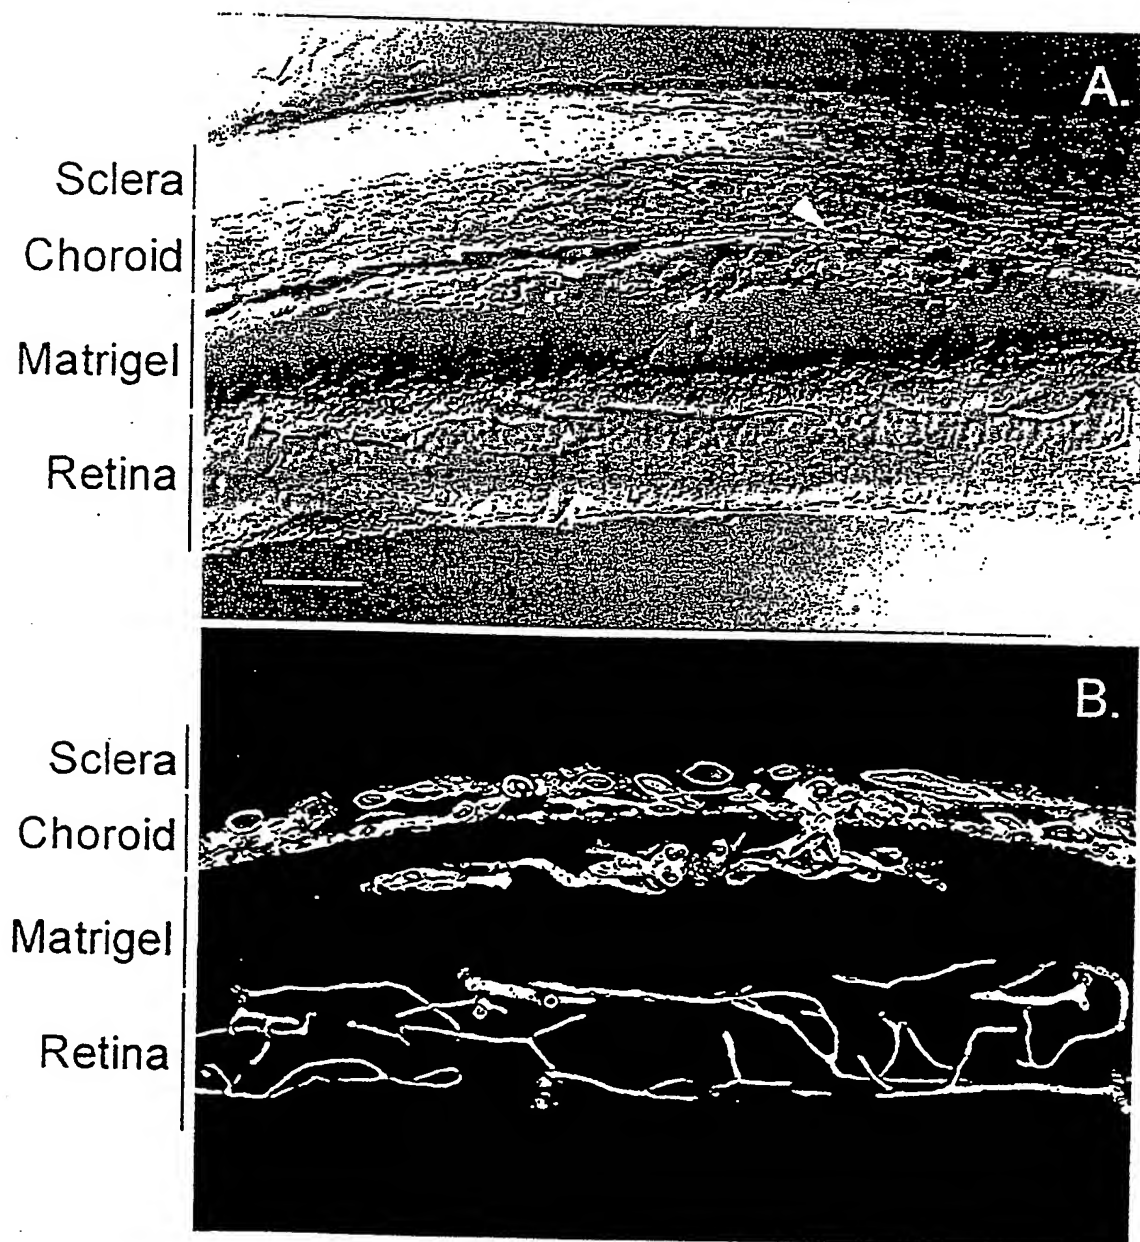 A.
Sclera
Choroid
Matrigel
Retina
B.
Sclera
Choroid
Matrigel
Retina